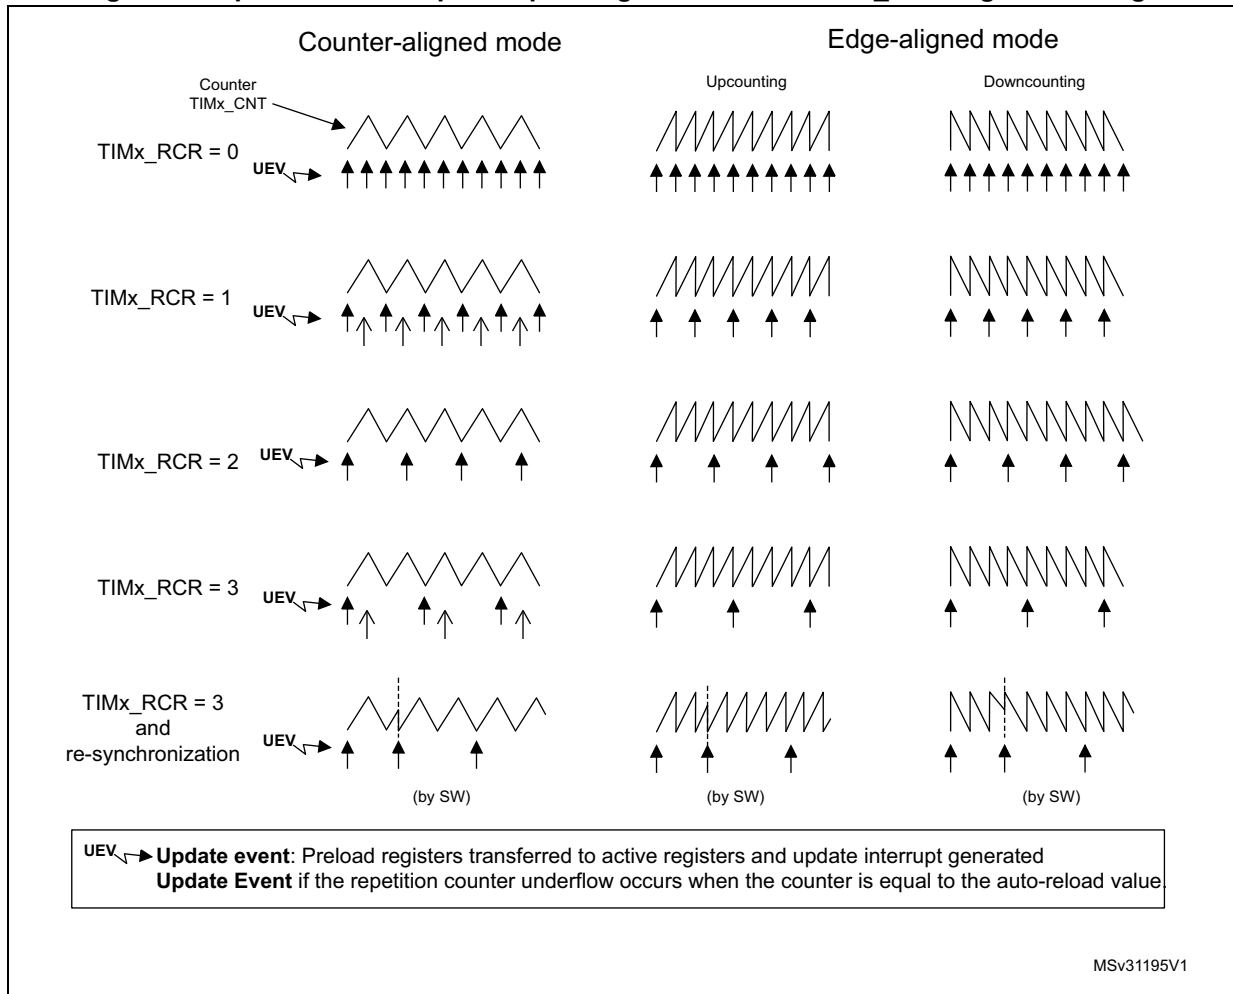 Counter-aligned mode
Edge-aligned mode
Counter
TIMx_CNT
Upcounting
Downcounting
TIMx_RCR = 0
UEV
TIMx_RCR = 1
UEV
TIMx_RCR = 2
UEV
TIMx_RCR = 3
UEV
TIMx_RCR = 3
and
re-synchronization
UEV
(by SW)
(by SW)
(by SW)
UEV Update event: Preload registers transferred to active registers and update interrupt generated
Update Event if the repetition counter underflow occurs when the counter is equal to the auto-reload value.
MSv31195V1